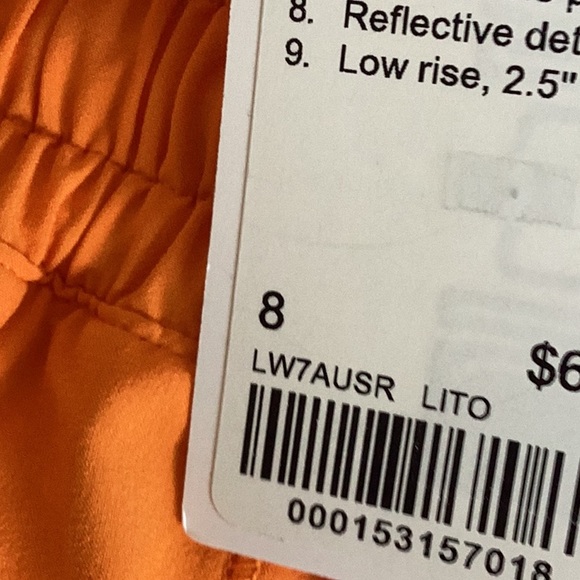 8. Reflective det
9. Low rise, 2.5"
8
$6
LW7AUSR LITO
000153157018